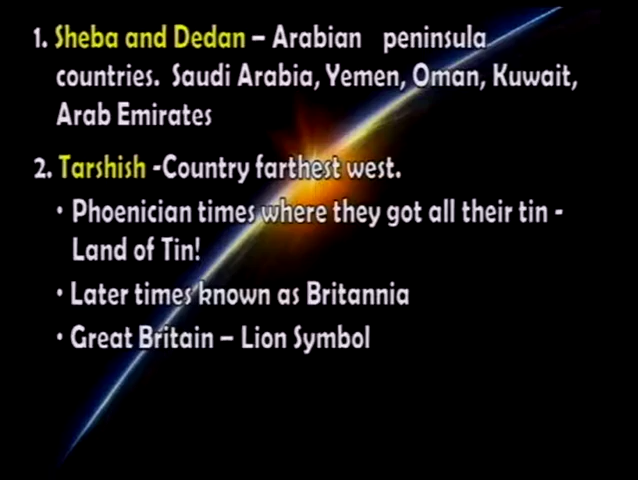 1. Sheba and Dedan – Arabian peninsula
countries. Saudi Arabia, Yemen, Oman, Kuwait,
Arab Emirates
2. Tarshish -Country farthest west.
• Phoenician times where they got all their tin -
Land of Tin!
• Later times known as Britannia
• Great Britain – Lion Symbol